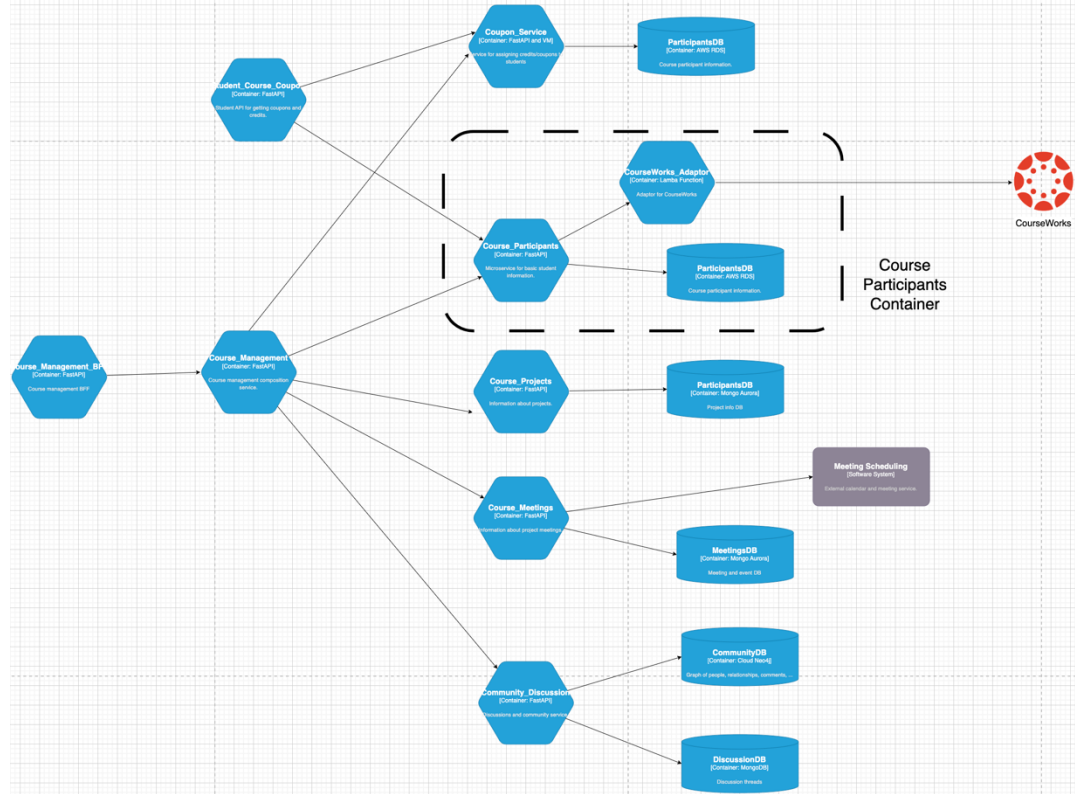 Coupon_Service
[Container: FastAPI and VM]
ervice for assigning credits/coupons
students
ParticipantsDB
[Container: AWS RDS]
Course participant information.
tudent_Course_Coupo
[Container: FastAPI]
Student API for getting coupons and
credits.
CourseWorks_Adaptor
[Container: Lamba Function]
Adaptor for CourseWorks
CourseWorks
Course_Participants
[Container: FastAPI]
Microservice for basic student
information.
ParticipantsDB
[Container: AWS RDS]
Course participant information.
Course
Participants
Container
ourse_Management_BF
[Container: FastAPI]
Course management BFF
Course_Management
[Container: FastAPI]
Course management composition
service.
Course_Projects
[Container: FastAPI]
Information about projects.
ParticipantsDB
[Container: Mongo Aurora]
Project info DB
Meeting Scheduling
[Software System]
External calendar and meeting service
Course_Meetings
[Container: FastAPI]
Information about project meetings
MeetingsDB
[Container: Mongo Aurora]
Meeting and event DB
CommunityDB
[Container: Cloud Neo4j]
Graph of people, relationships, comments, ...
Community_Discussion
[Container: FastAPI]
Discussions and community service
DiscussionDB
[Container: MongoDB]
Discussion threads